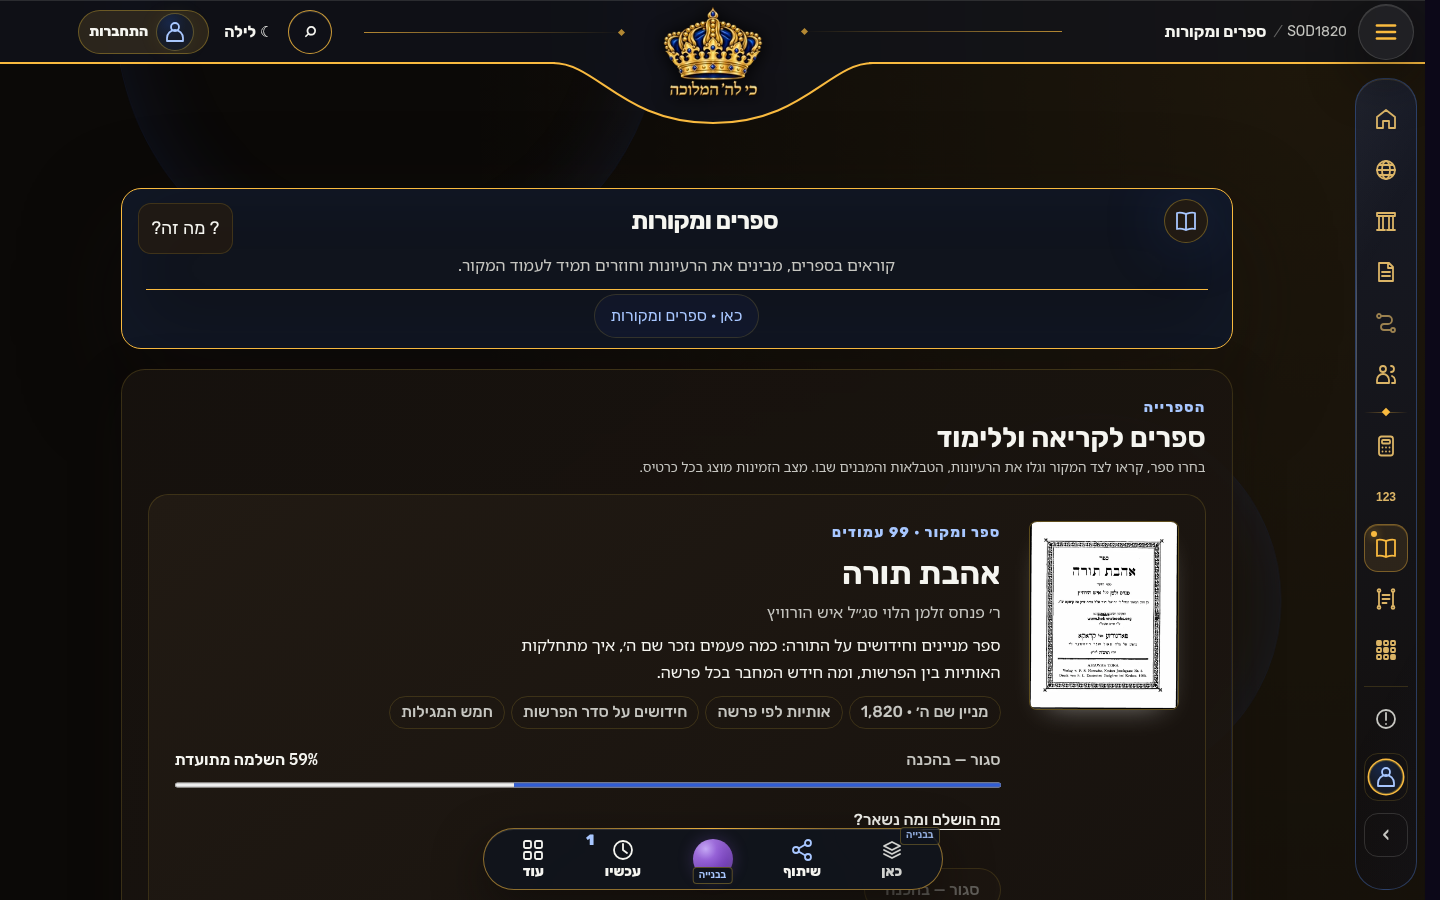 SOD1820 / ספרים ומקורות
כי לה' המלוכה
☾ לילה
התחברות
ספרים ומקורות
? מה זה?
קוראים בספרים, מבינים את הרעיונות וחוזרים תמיד לעמוד המקור.
כאן • ספרים ומקורות
123
הספרייה
ספרים לקריאה וללימוד
בחרו ספר, קראו לצד המקור וגלו את הרעיונות, הטבלאות והמבנים שבו. מצב הזמינות מוצג בכל כרטיס.
ספר
אהבת תורה
ספר ומקור • 99 עמודים
אהבת תורה
ר׳ פנחס זלמן הלוי סג״ל איש הורוויץ
ספר מניינים וחידושים על התורה: כמה פעמים נזכר שם ה׳, איך מתחלקות
האותיות בין הפרשות, ומה חידש המחבר בכל פרשה.
מניין שם ה׳ • 1,820
אותיות לפי פרשה
חידושים על סדר הפרשות
חמש המגילות
סגור – בהכנה
59% השלמה מתועדת
מה הושלם ומה נשאר?
סגור – בהכנה
בבנייה
כאן
שיתוף
בבנייה
עכשיו
1
עוד